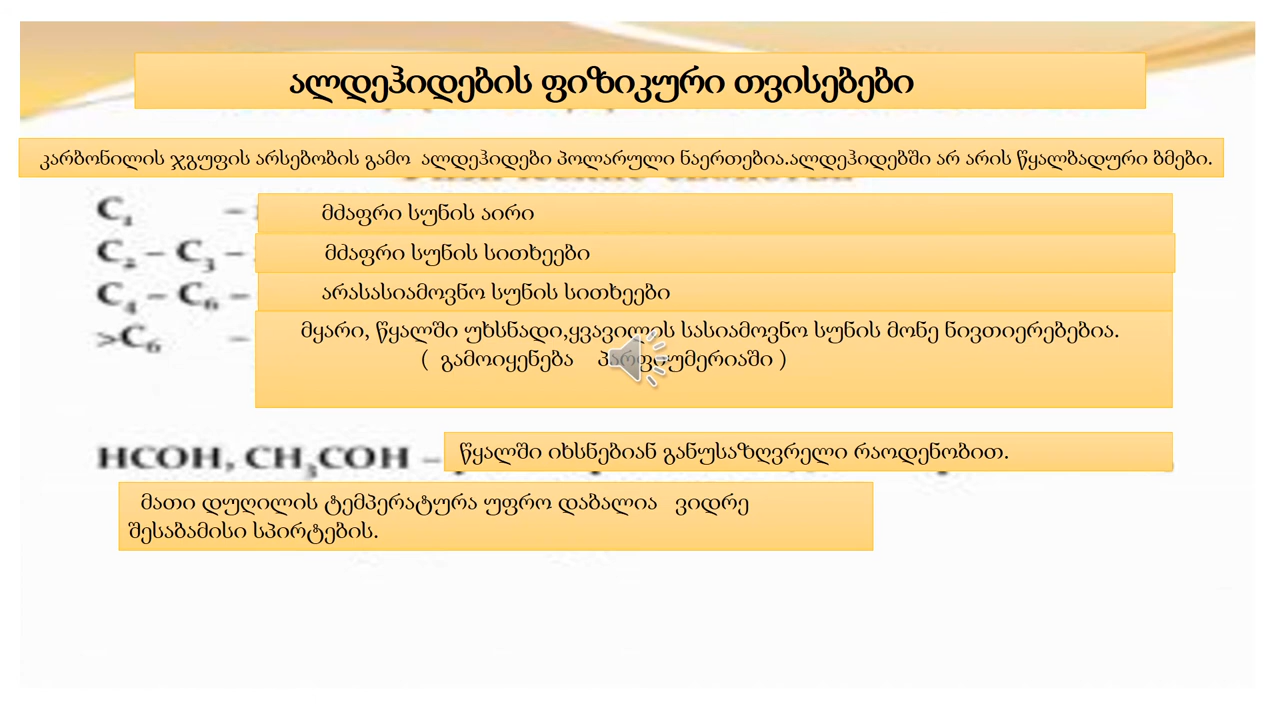 ალდეჰიდების ფიზიკური თვისებები
კარბონილის ჯგუფის არსებობის გამო ალდეჰიდები პოლარული ნაერთებია.ალდეჰიდებში არ არის წყალბადური ბმები.
C₁ – მძაფრი სუნის აირი
C₂ – C₃ – მძაფრი სუნის სითხეები
C₄ – C₆ – არასასიამოვნო სუნის სითხეები
>C₆ – მყარი, წყალში უხსნადი,ყვავილის სასიამოვნო სუნის მონე ნივთიერებებია.
( გამოიყენება პარფიუმერიაში )
HCOH, CH₃COH – წყალში იხსნებიან განუსაზღვრელი რაოდენობით.
მათი დუღილის ტემპერატურა უფრო დაბალია ვიდრე
შესაბამისი სპირტების.